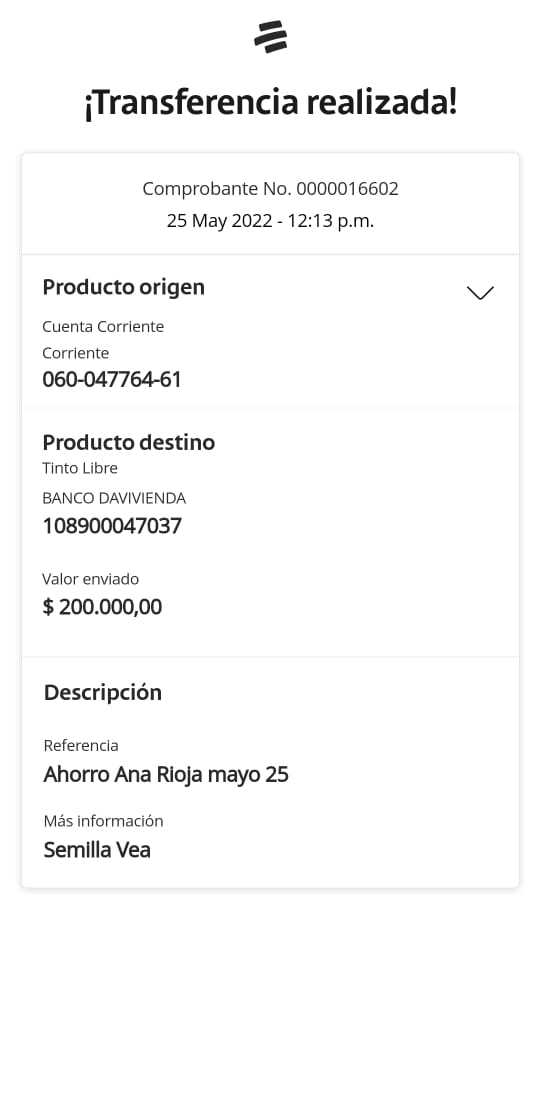 ¡Transferencia realizada!
Comprobante No. 0000016602
25 May 2022 - 12:13 p.m.
Producto origen
Cuenta Corriente
Corriente
060-047764-61
Producto destino
Tinto Libre
BANCO DAVIVIENDA
108900047037
Valor enviado
$ 200.000,00
Descripción
Referencia
Ahorro Ana Rioja mayo 25
Más información
Semilla Vea